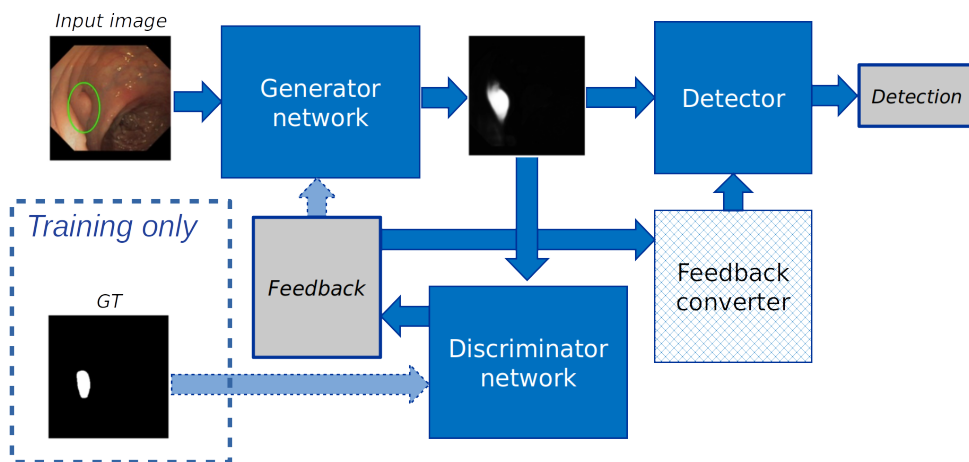 Input image
Generator
network
Detector
Detection
Training only
Feedback
Feedback
converter
GT
Discriminator
network